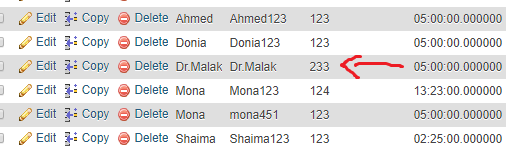 Edit Copy Delete Ahmed Ahmed123 123 05:00:00.000000
Edit Copy Delete Donia Donia123 123 05:00:00.000000
Edit Copy Delete Dr.Malak Dr.Malak 233 05:00:00.000000
Edit Copy Delete Mona Mona123 124 13:23:00.000000
Edit Copy Delete Mona mona451 123 05:00:00.000000
Edit Copy Delete Shaima Shaima123 123 02:25:00.000000